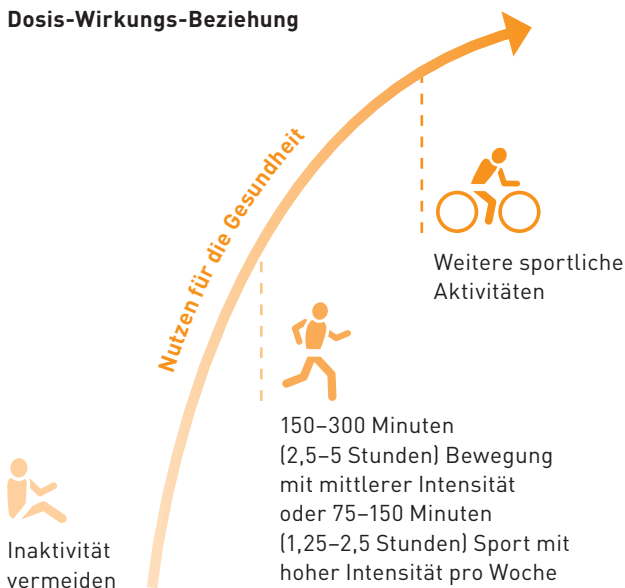 Dosis-Wirkungs-Beziehung
Nutzen für die Gesundheit
Weitere sportliche
Aktivitäten
150–300 Minuten
(2,5–5 Stunden) Bewegung
mit mittlerer Intensität
oder 75–150 Minuten
(1,25–2,5 Stunden) Sport mit
hoher Intensität pro Woche
Inaktivität
vermeiden